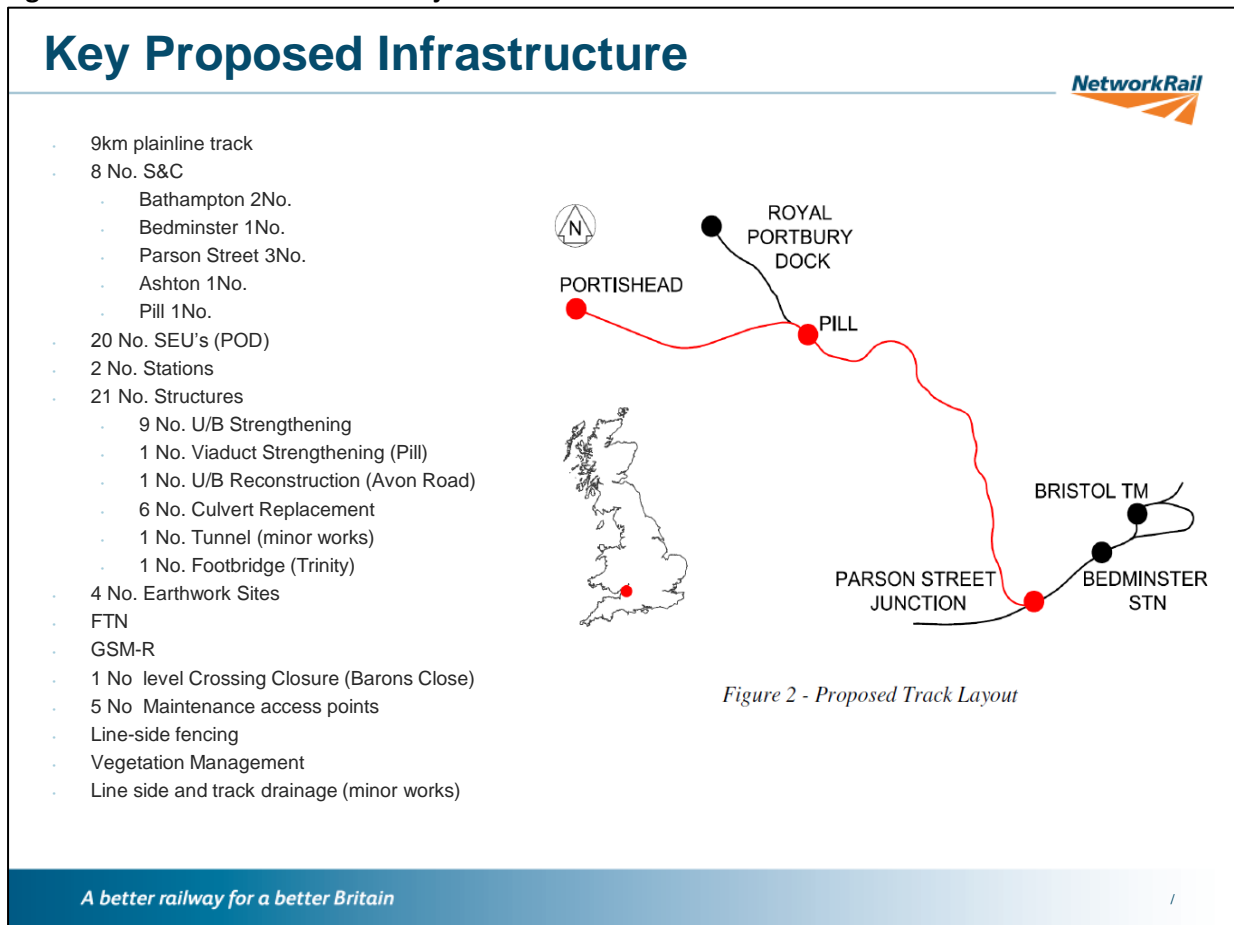 Key Proposed Infrastructure
NetworkRail
9km plainline track
8 No. S&C
Bathampton 2No.
Bedminster 1No.
Parson Street 3No.
Ashton 1No.
Pill 1No.
20 No. SEU's (POD)
2 No. Stations
21 No. Structures
9 No. U/B Strengthening
1 No. Viaduct Strengthening (Pill)
1 No. U/B Reconstruction (Avon Road)
6 No. Culvert Replacement
1 No. Tunnel (minor works)
1 No. Footbridge (Trinity)
4 No. Earthwork Sites
FTN
GSM-R
1 No level Crossing Closure (Barons Close)
5 No Maintenance access points
Line-side fencing
Vegetation Management
Line side and track drainage (minor works)
N
ROYAL
PORTBURY
DOCK
PORTISHEAD
PILL
BRISTOL TM
PARSON STREET
JUNCTION
BEDMINSTER
STN
Figure 2 - Proposed Track Layout
A better railway for a better Britain
/